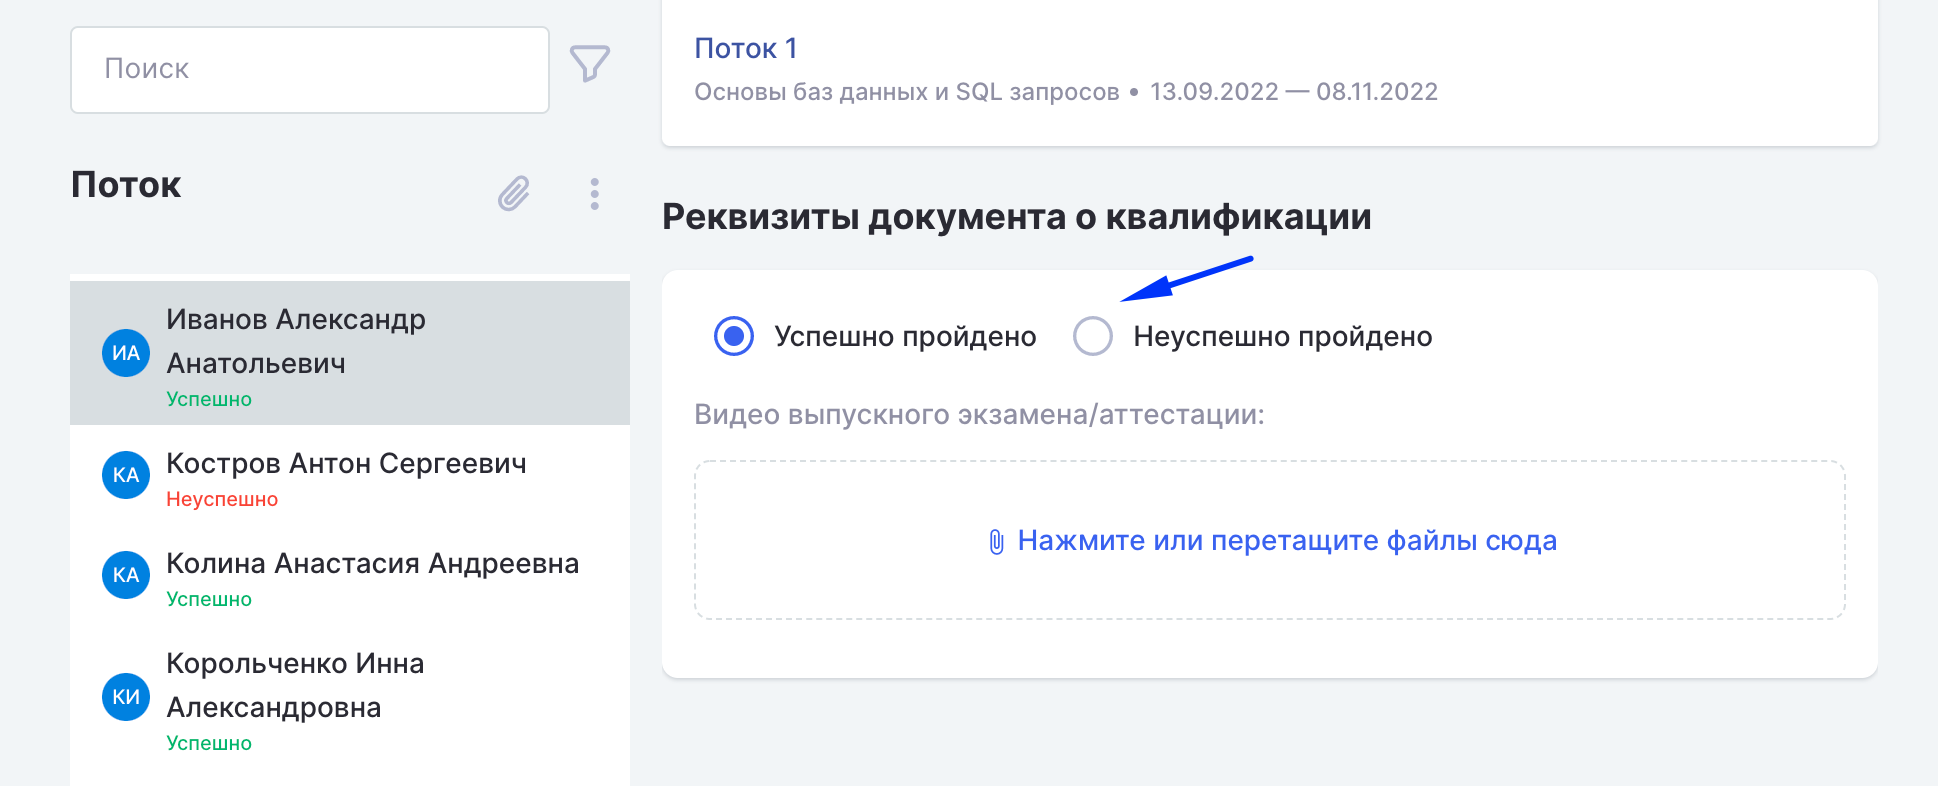 Поиск
Поток
ИА
Иванов Александр
Анатольевич
Успешно
КА
Костров Антон Сергеевич
Неуспешно
КА
Колина Анастасия Андреевна
Успешно
КИ
Корольченко Инна
Александровна
Успешно
Поток 1
Основы баз данных и SQL запросов • 13.09.2022 — 08.11.2022
Реквизиты документа о квалификации
Успешно пройдено
Неуспешно пройдено
Видео выпускного экзамена/аттестации:
Нажмите или перетащите файлы сюда